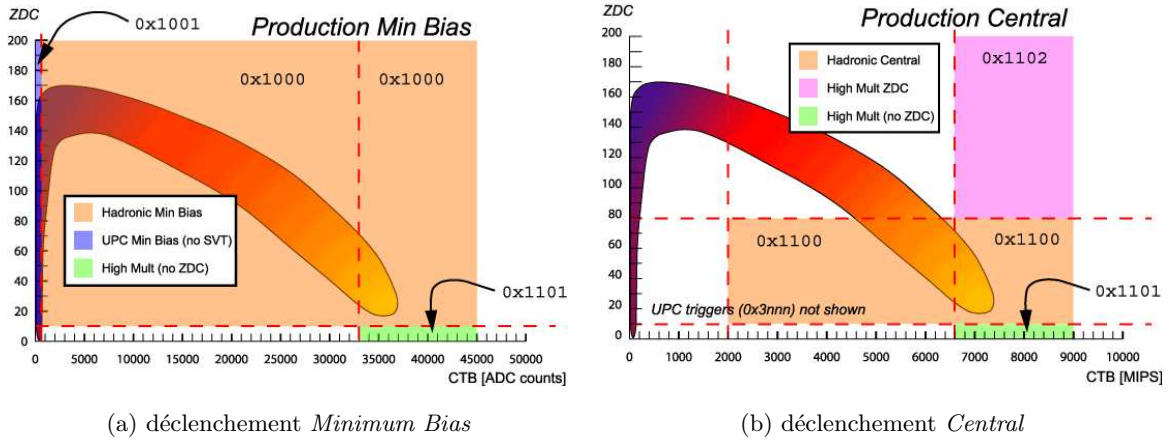 ZDC
0x1001
Production Min Bias
200
180
160
140
120
100
80
60
40
20
0
0x1000
0x1000
Hadronic Min Bias
UPC Min Bias (no SVT)
High Mult (no ZDC)
0x1101
0
5000
10000
15000
20000
25000
30000
35000
40000
45000
50000
CTB [ADC counts]
(a) déclenchement Minimum Bias
ZDC
Production Central
200
180
160
140
120
100
80
60
40
20
0
Hadronic Central
High Mult ZDC
High Mult (no ZDC)
0x1102
0x1100
0x1100
0x1101
UPC triggers (0x3nnn) not shown
0
1000
2000
3000
4000
5000
6000
7000
8000
9000
10000
CTB [MIPS]
(b) déclenchement Central